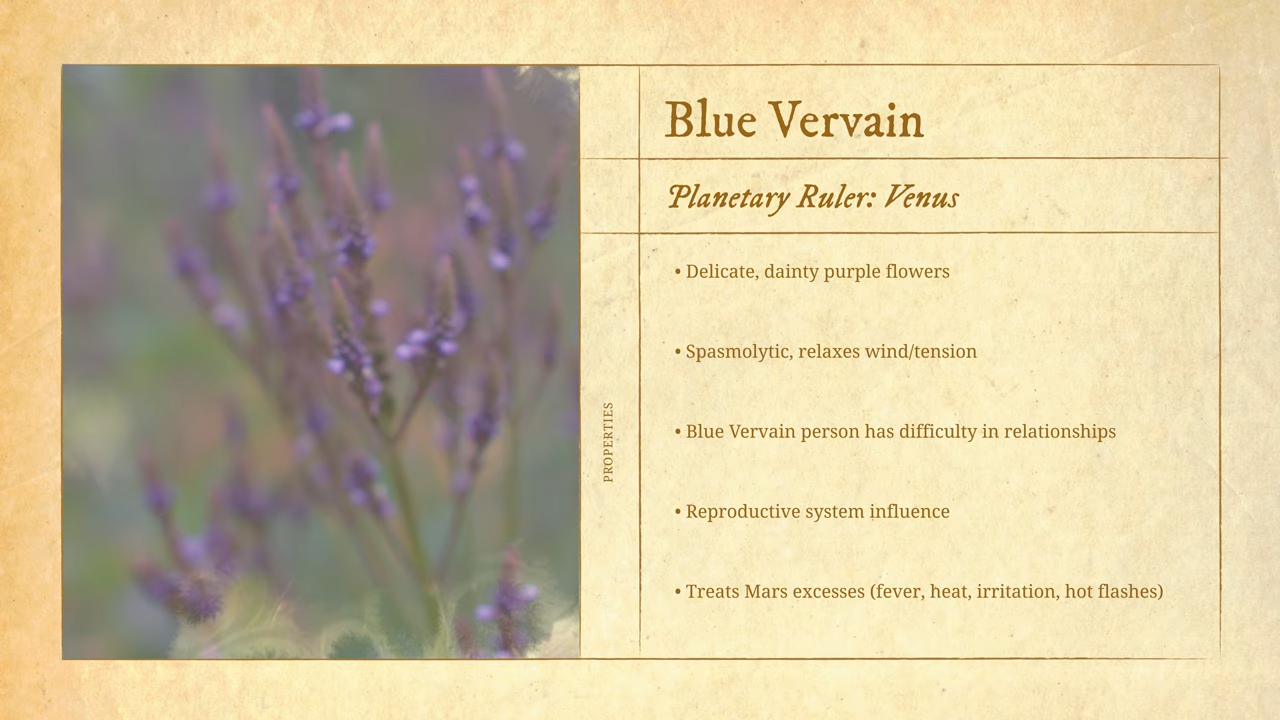 Blue Vervain
Planetary Ruler: Venus
PROPERTIES
• Delicate, dainty purple flowers
• Spasmolytic, relaxes wind/tension
• Blue Vervain person has difficulty in relationships
• Reproductive system influence
• Treats Mars excesses (fever, heat, irritation, hot flashes)